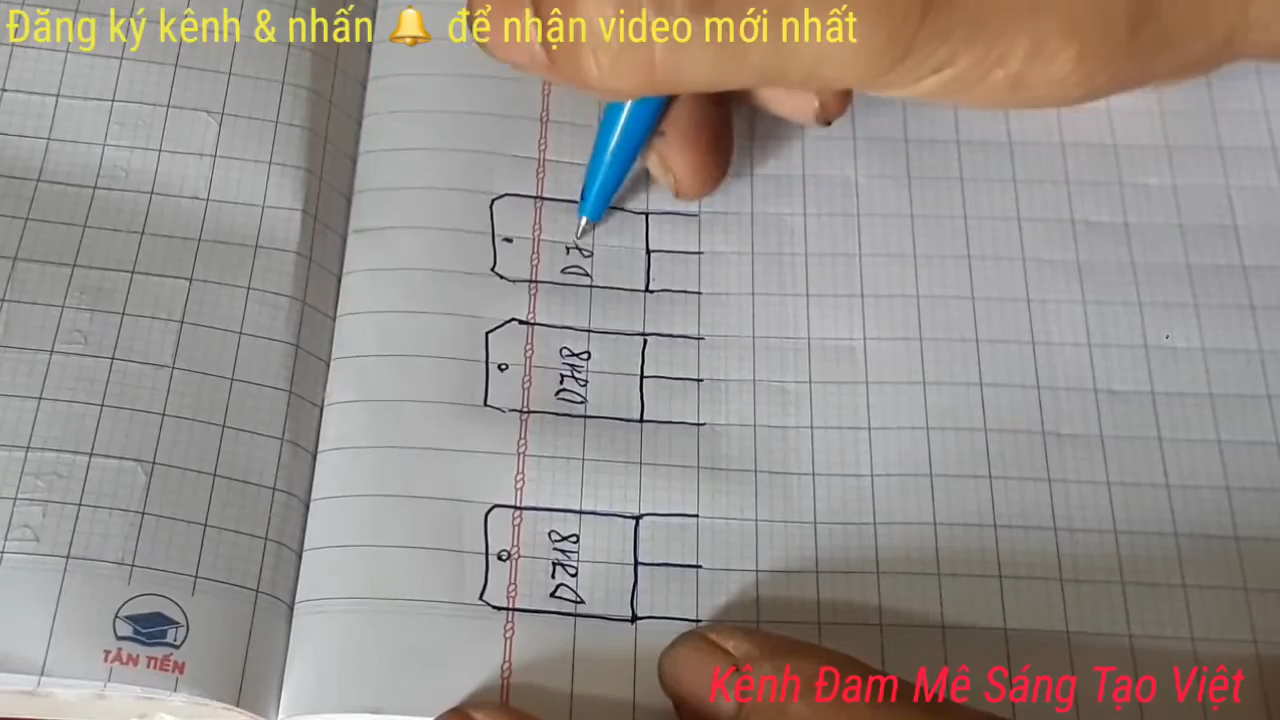 Đăng ký kênh & nhấn 🔔 để nhận video mới nhất
D718
D718
TÂN TIẾN
Kênh Đam Mê Sáng Tạo Việt